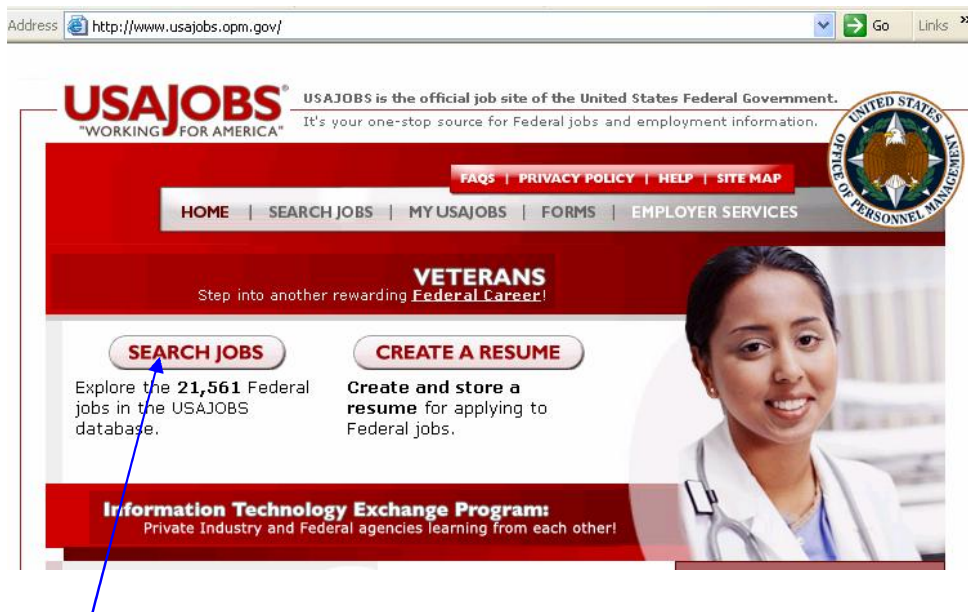 Address http://www.usajobs.opm.gov/ Go Links »
USAJOBS®
"WORKING FOR AMERICA"
USAJOBS is the official job site of the United States Federal Government.
It's your one-stop source for Federal jobs and employment information.
UNITED STATES
OFFICE OF PERSONNEL MANAGEMENT
FAQS | PRIVACY POLICY | HELP | SITE MAP
HOME | SEARCH JOBS | MY USAJOBS | FORMS | EMPLOYER SERVICES
VETERANS
Step into another rewarding Federal Career!
SEARCH JOBS
Explore the 21,561 Federal
jobs in the USAJOBS
database.
CREATE A RESUME
Create and store a
resume for applying to
Federal jobs.
Information Technology Exchange Program:
Private Industry and Federal agencies learning from each other!